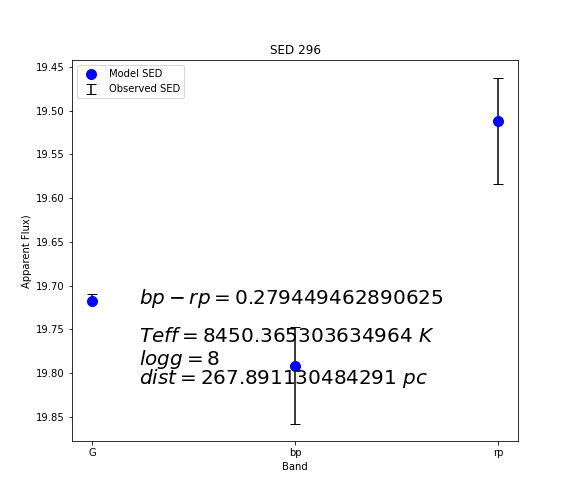 SED 296
Model SED
Observed SED
19.45
19.50
19.55
19.60
19.65
19.70
19.75
19.80
19.85
Apparent Flux)
bp − rp = 0.279449462890625
Teff = 8450.365303634964 K
logg = 8
dist = 267.891130484291 pc
G bp rp
Band